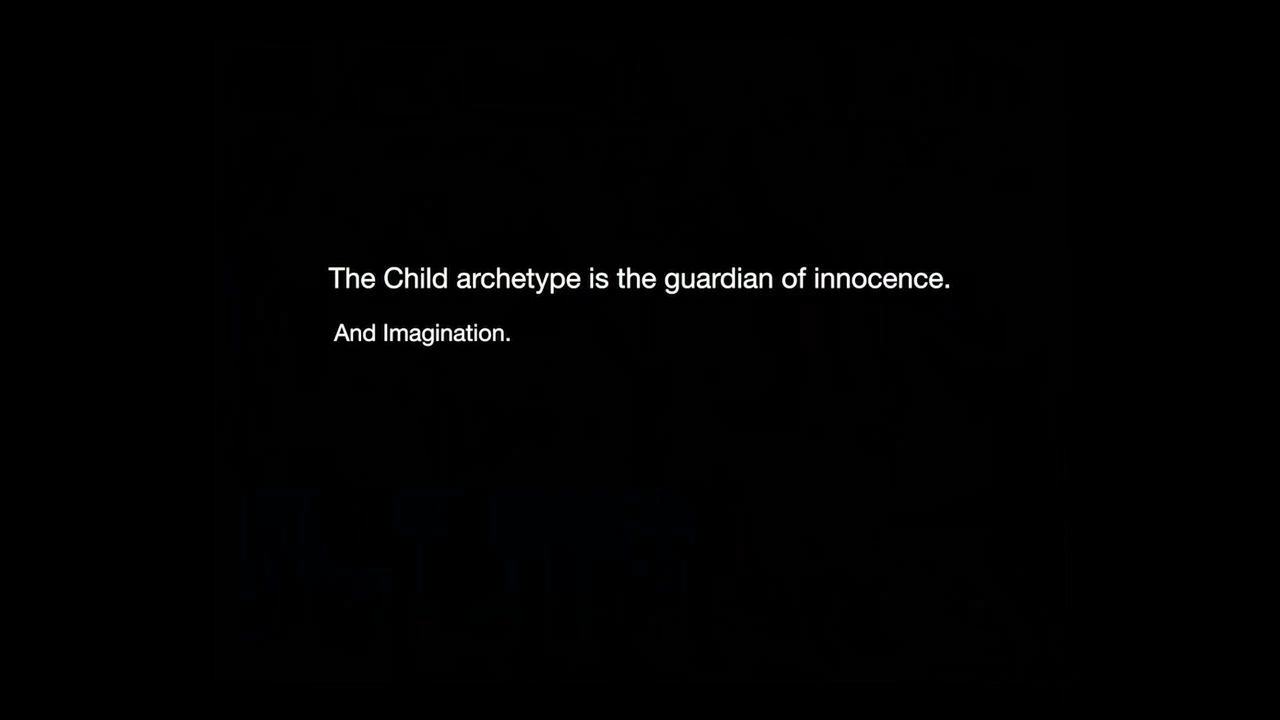 The Child archetype is the guardian of innocence.
And Imagination.